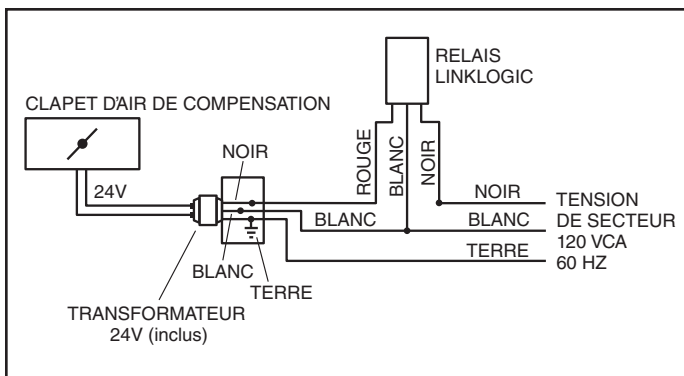 RELAIS
LINKLOGIC
CLAPET D'AIR DE COMPENSATION
NOIR
ROUGE
BLANC
NOIR
24V
NOIR
BLANC
BLANC
TERRE
TENSION
DE SECTEUR
120 VCA
60 HZ
BLANC
TERRE
TRANSFORMATEUR
24V (inclus)